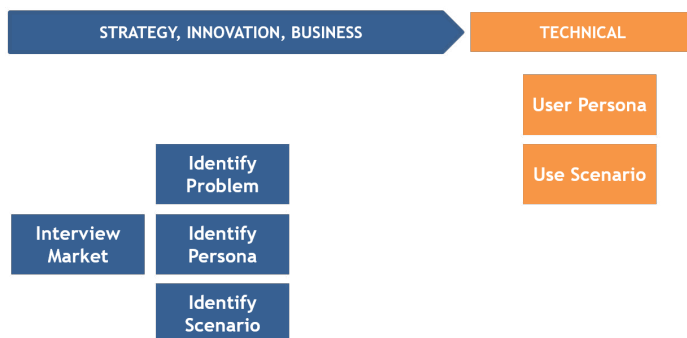 STRATEGY, INNOVATION, BUSINESS
TECHNICAL
User Persona
Use Scenario
Identify
Problem
Interview
Market
Identify
Persona
Identify
Scenario